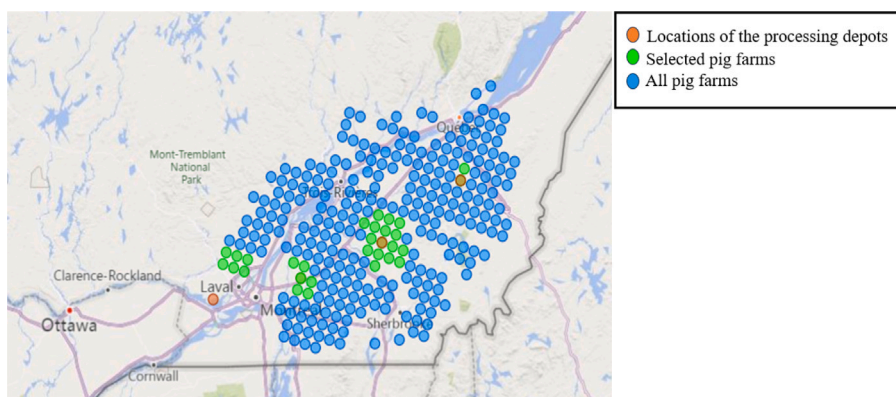 Locations of the processing depots
Selected pig farms
All pig farms
Mont-Tremblant
National
Park
Clarence-Rockland
Laval
Ottawa
Sherbrooke
Cornwall